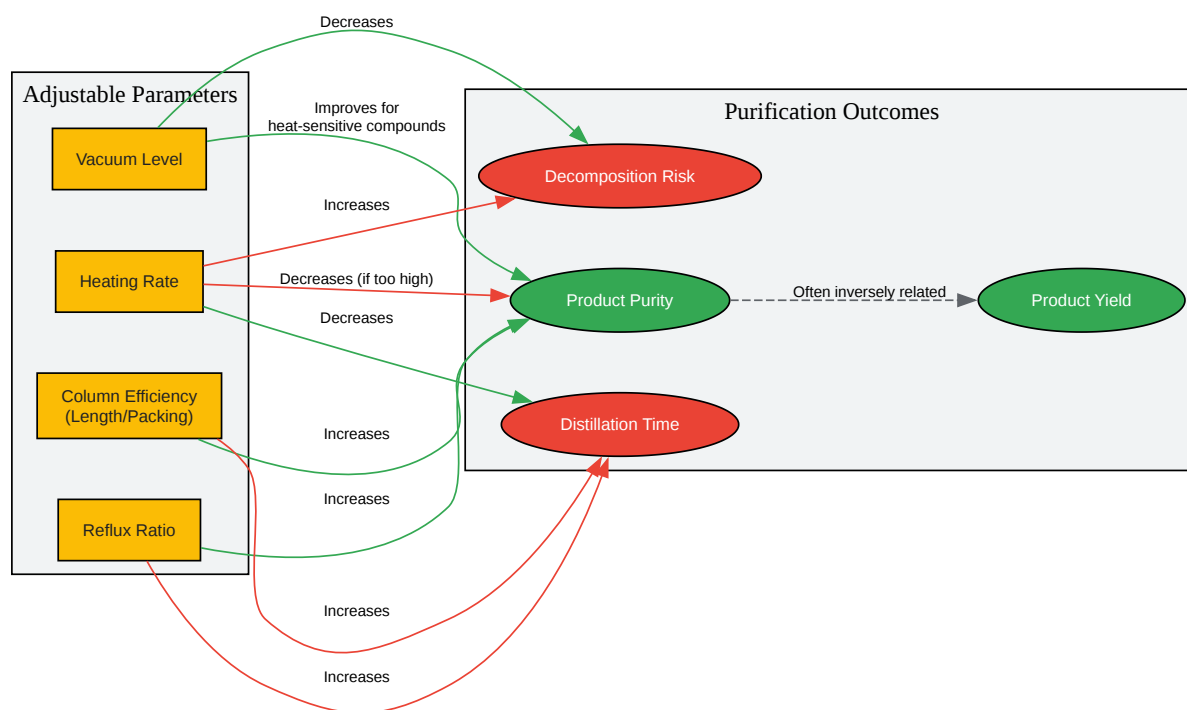 Decreases
Adjustable Parameters
Purification Outcomes
Improves for
heat-sensitive compounds
Vacuum Level
Decomposition Risk
Increases
Heating Rate
Decreases (if too high)
Product Purity
Often inversely related
Product Yield
Decreases
Column Efficiency
(Length/Packing)
Distillation Time
Increases
Increases
Reflux Ratio
Increases
Increases